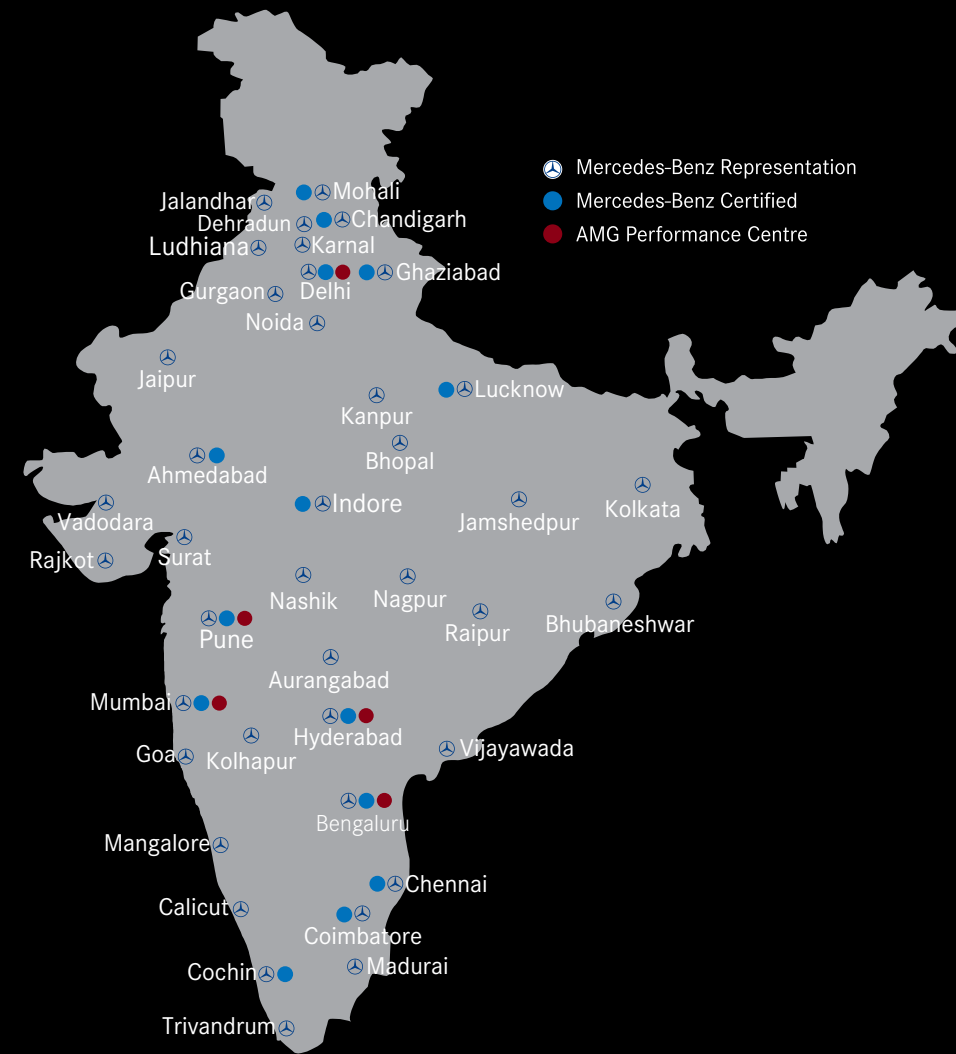 Mercedes-Benz Representation
Mercedes-Benz Certified
AMG Performance Centre
Mohali
Jalandhar
Chandigarh
Dehradun
Karnal
Ludhiana
Ghaziabad
Delhi
Gurgaon
Noida
Jaipur
Lucknow
Kanpur
Bhopal
Ahmedabad
Indore
Kolkata
Vadodara
Jamshedpur
Surat
Rajkot
Nashik
Nagpur
Bhubaneshwar
Raipur
Pune
Aurangabad
Mumbai
Hyderabad
Vijayawada
Goa
Kolhapur
Bengaluru
Mangalore
Chennai
Calicut
Coimbatore
Madurai
Cochin
Trivandrum